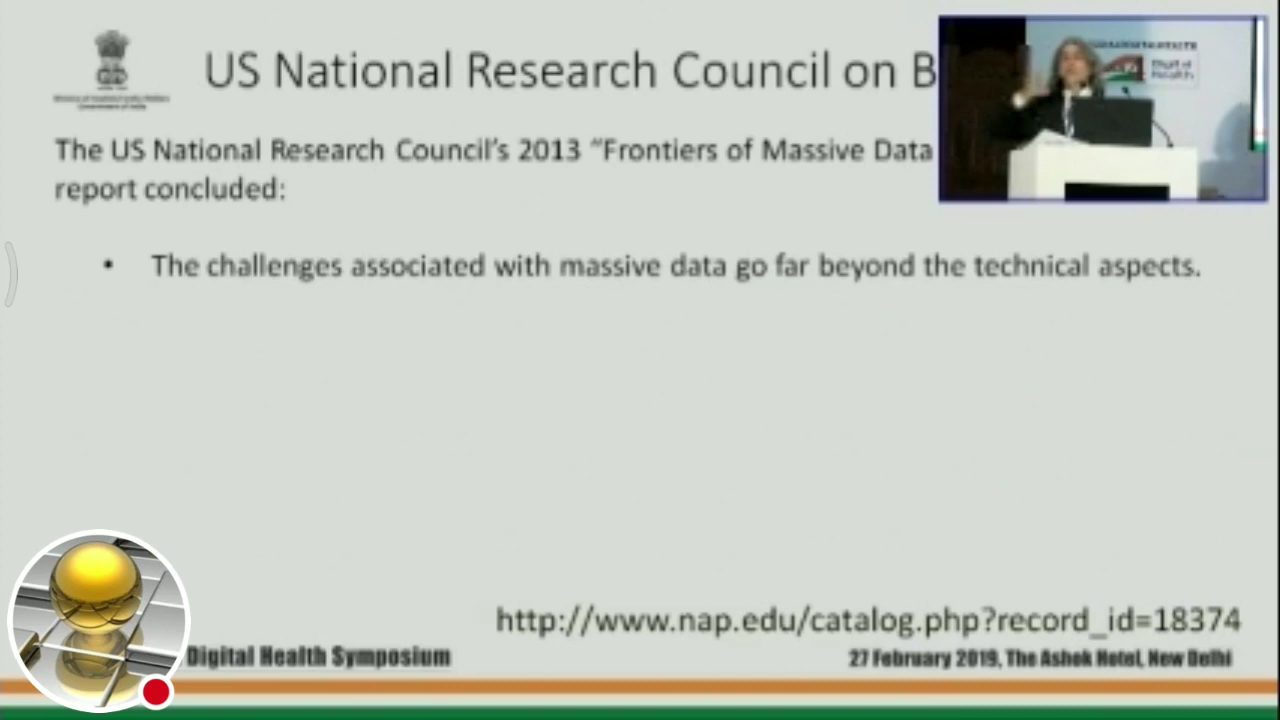 US National Research Council on B
The US National Research Council’s 2013 “Frontiers of Massive Data
report concluded:
• The challenges associated with massive data go far beyond the technical aspects.
http://www.nap.edu/catalog.php?record_id=18374
Digital Health Symposium
27 February 2019, The Ashok Hotel, New Delhi